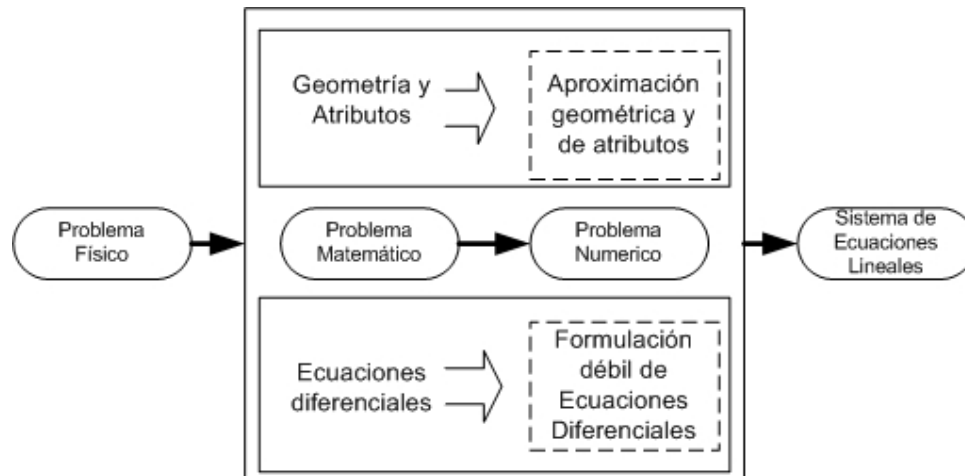 Geometría y
Atributos
Aproximación
geométrica y
de atributos
Problema
Físico
Problema
Matemático
Problema
Numerico
Sistema de
Ecuaciones
Lineales
Ecuaciones
diferenciales
Formulación
débil de
Ecuaciones
Diferenciales